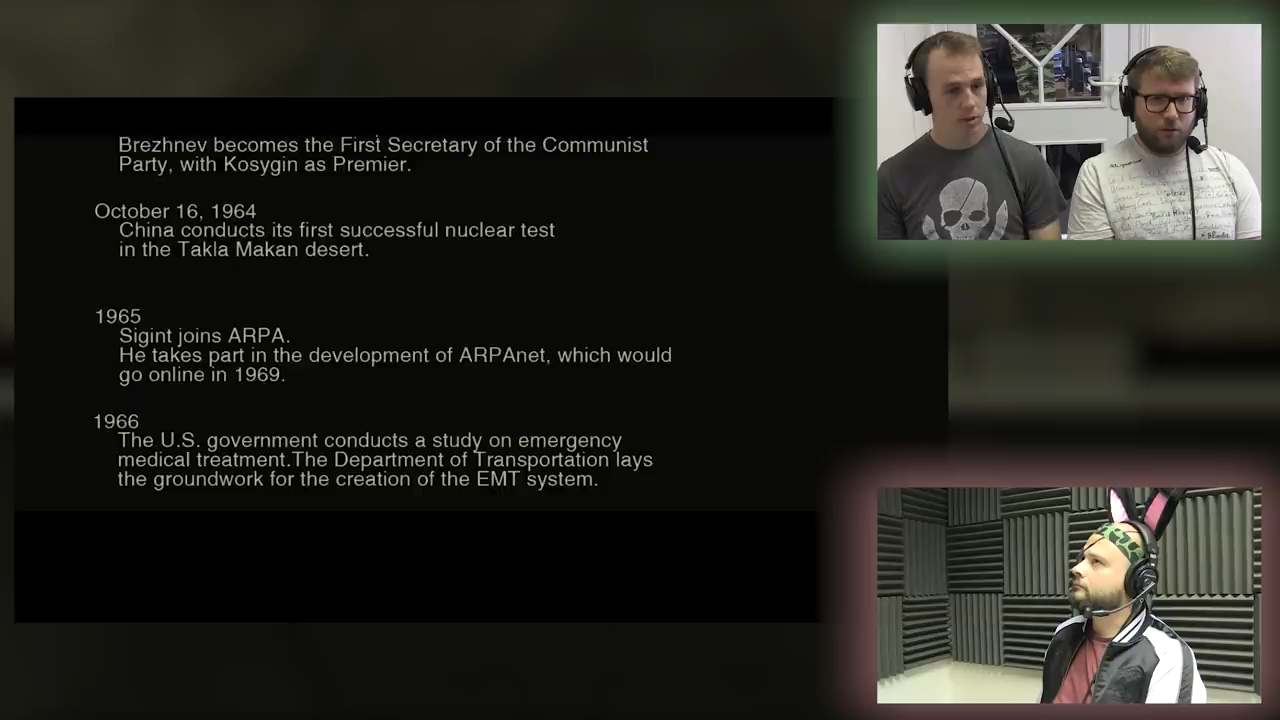 Brezhnev becomes the First Secretary of the Communist
Party, with Kosygin as Premier.
October 16, 1964
China conducts its first successful nuclear test
in the Takla Makan desert.
1965
Sigint joins ARPA.
He takes part in the development of ARPAnet, which would
go online in 1969.
1966
The U.S. government conducts a study on emergency
medical treatment.The Department of Transportation lays
the groundwork for the creation of the EMT system.